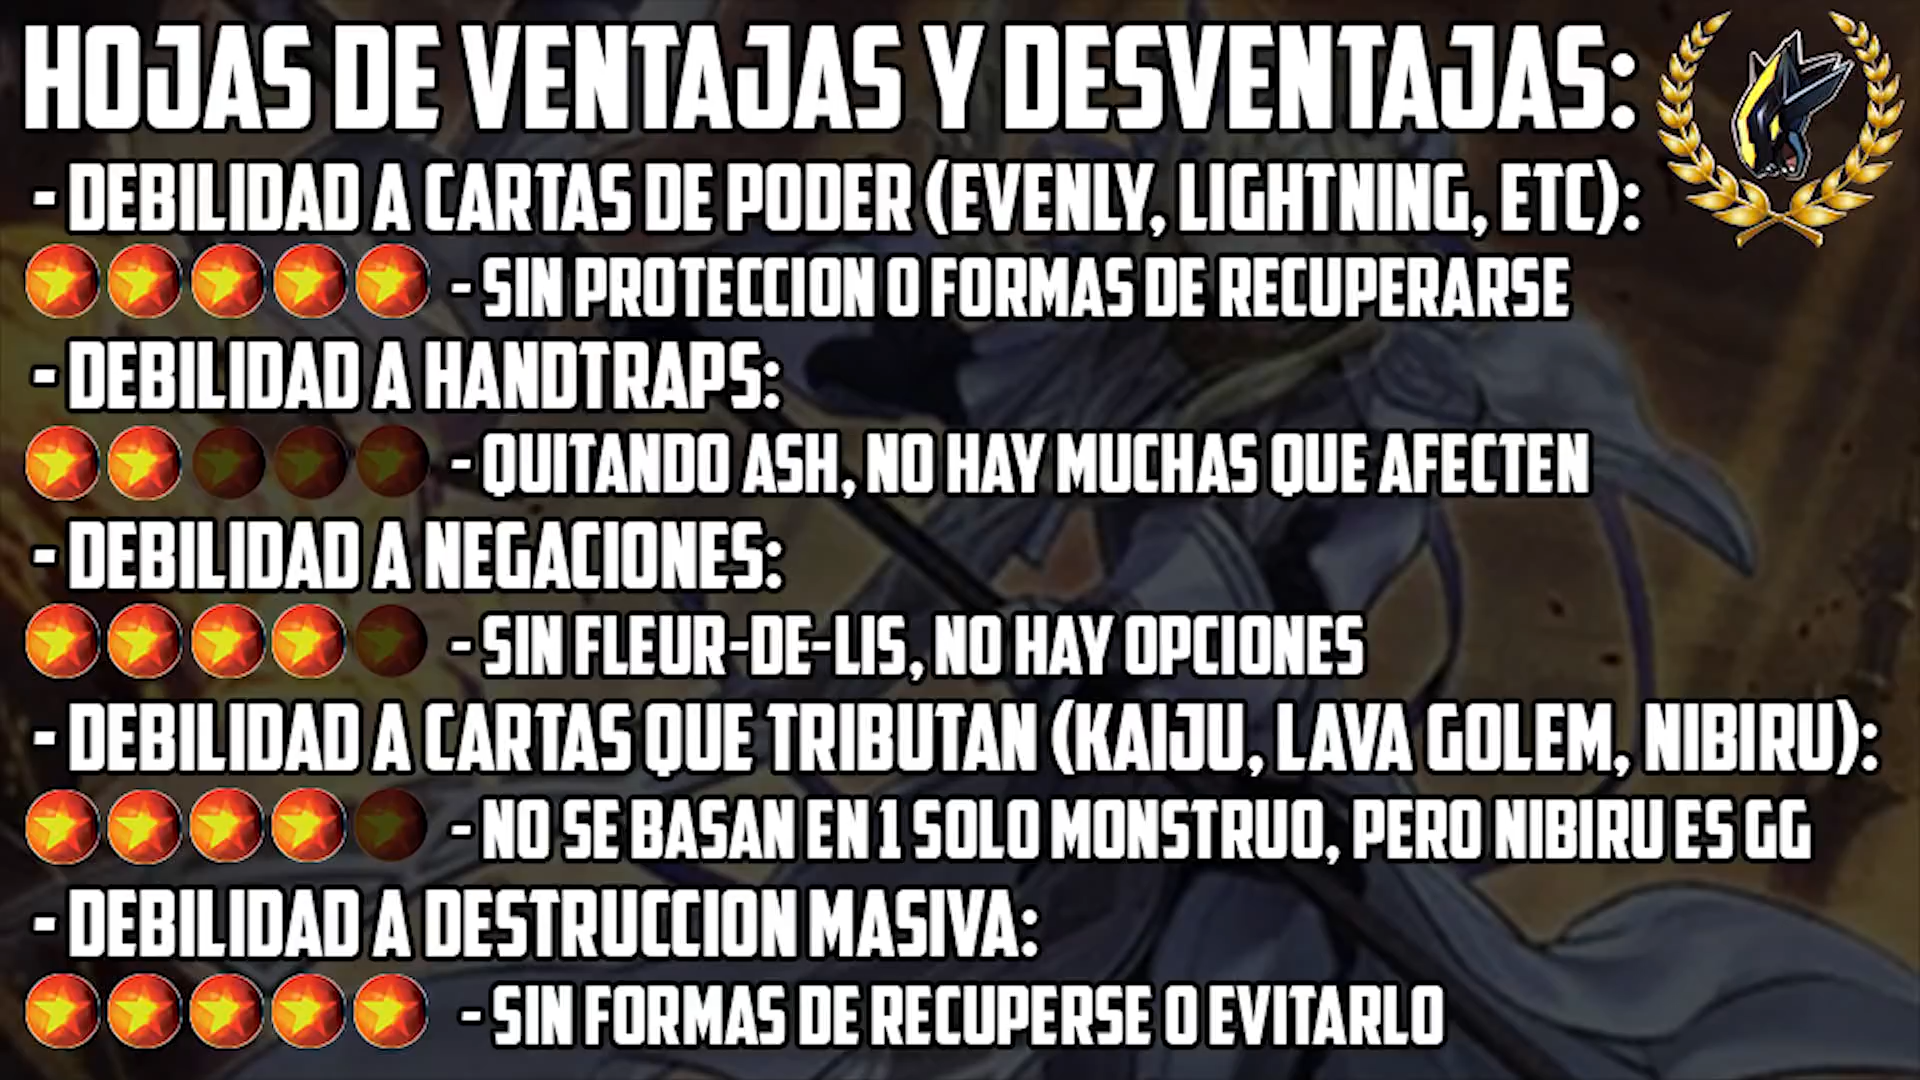 HOJAS DE VENTAJAS Y DESVENTAJAS:
- DEBILIDAD A CARTAS DE PODER (EVENLY, LIGHTNING, ETC):
- SIN PROTECCION O FORMAS DE RECUPERARSE
- DEBILIDAD A HANDTRAPS:
- QUITANDO ASH, NO HAY MUCHAS QUE AFECTEN
- DEBILIDAD A NEGACIONES:
- SIN FLEUR-DE-LIS, NO HAY OPCIONES
- DEBILIDAD A CARTAS QUE TRIBUTAN (KAIJU, LAVA GOLEM, NIBIRU):
- NO SE BASAN EN 1 SOLO MONSTRUO, PERO NIBIRU ES GG
- DEBILIDAD A DESTRUCCION MASIVA:
- SIN FORMAS DE RECUPERSE O EVITARLO